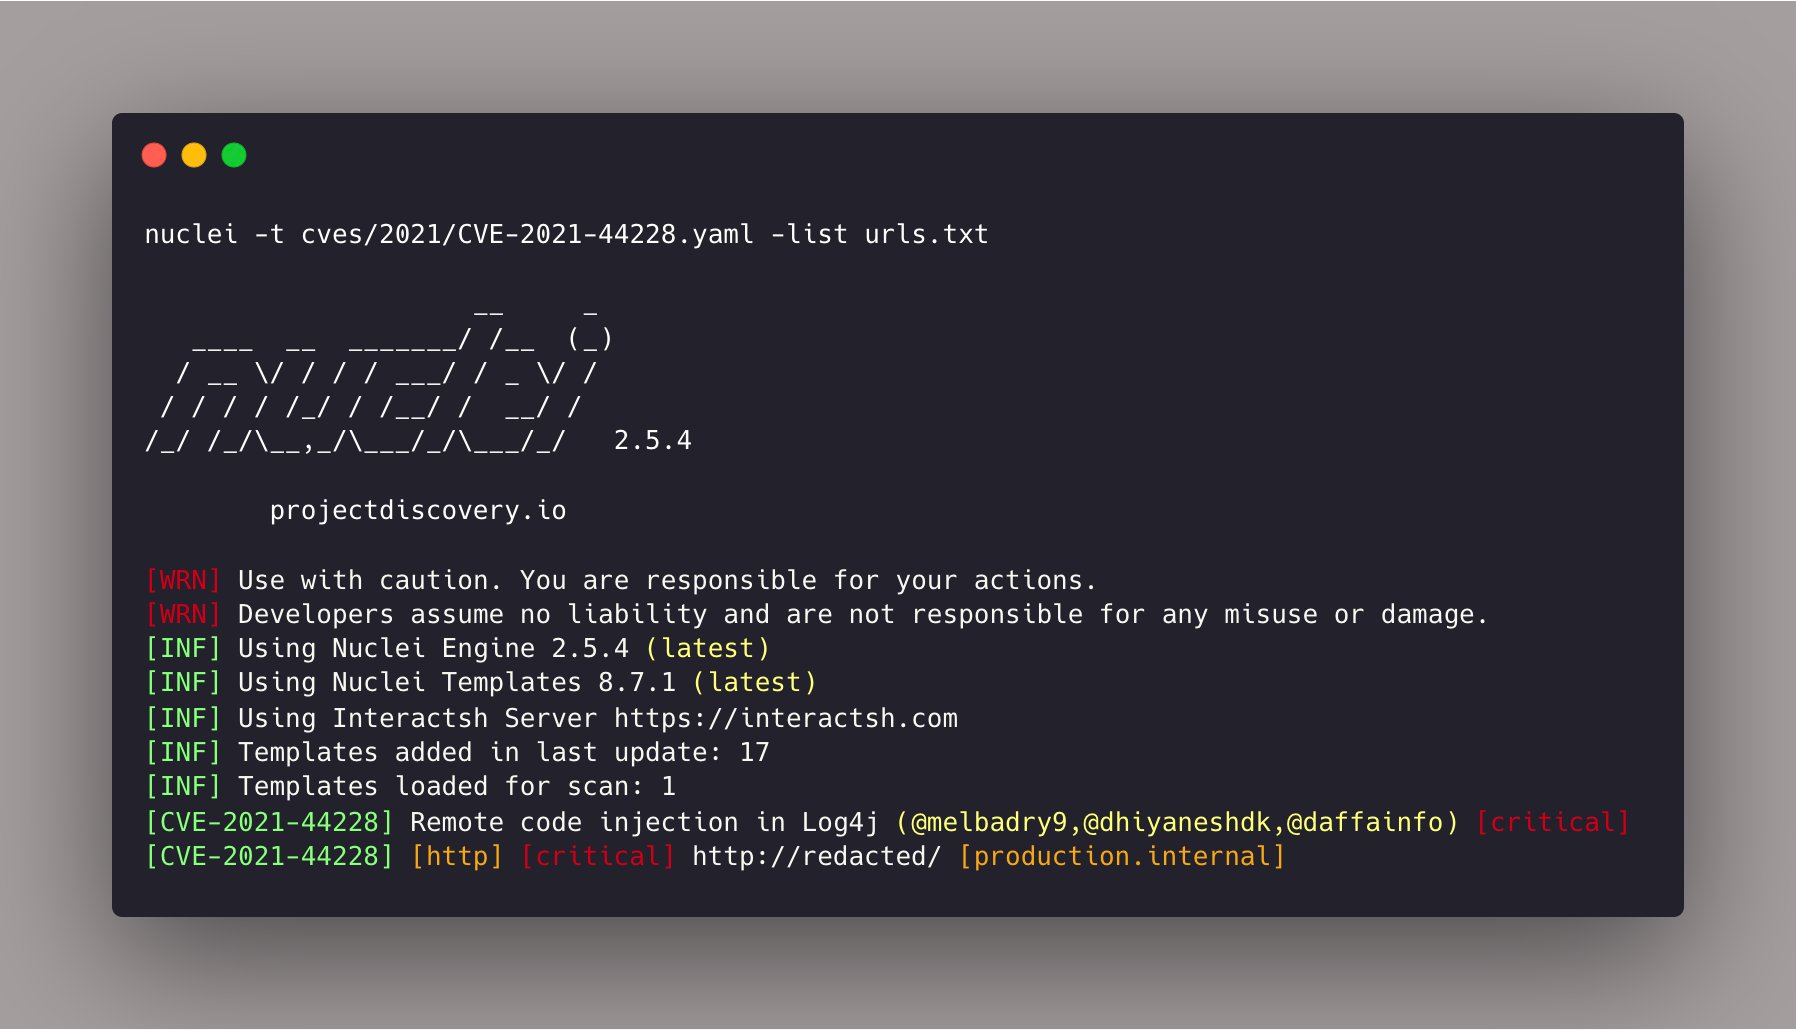 nuclei -t cves/2021/CVE-2021-44228.yaml -list urls.txt
                     __     _
   ____  __  _______/ /__  (_)
  / __ \/ / / / ___/ / _ \/ /
 / / / / /_/ / /__/ /  __/ /
/_/ /_/\__,_/\___/_/\___/_/   2.5.4
        projectdiscovery.io
[WRN] Use with caution. You are responsible for your actions.
[WRN] Developers assume no liability and are not responsible for any misuse or damage.
[INF] Using Nuclei Engine 2.5.4 (latest)
[INF] Using Nuclei Templates 8.7.1 (latest)
[INF] Using Interactsh Server https://interactsh.com
[INF] Templates added in last update: 17
[INF] Templates loaded for scan: 1
[CVE-2021-44228] Remote code injection in Log4j (@melbadry9,@dhiyaneshdk,@daffainfo) [critical]
[CVE-2021-44228] [http] [critical] http://redacted/ [production.internal]